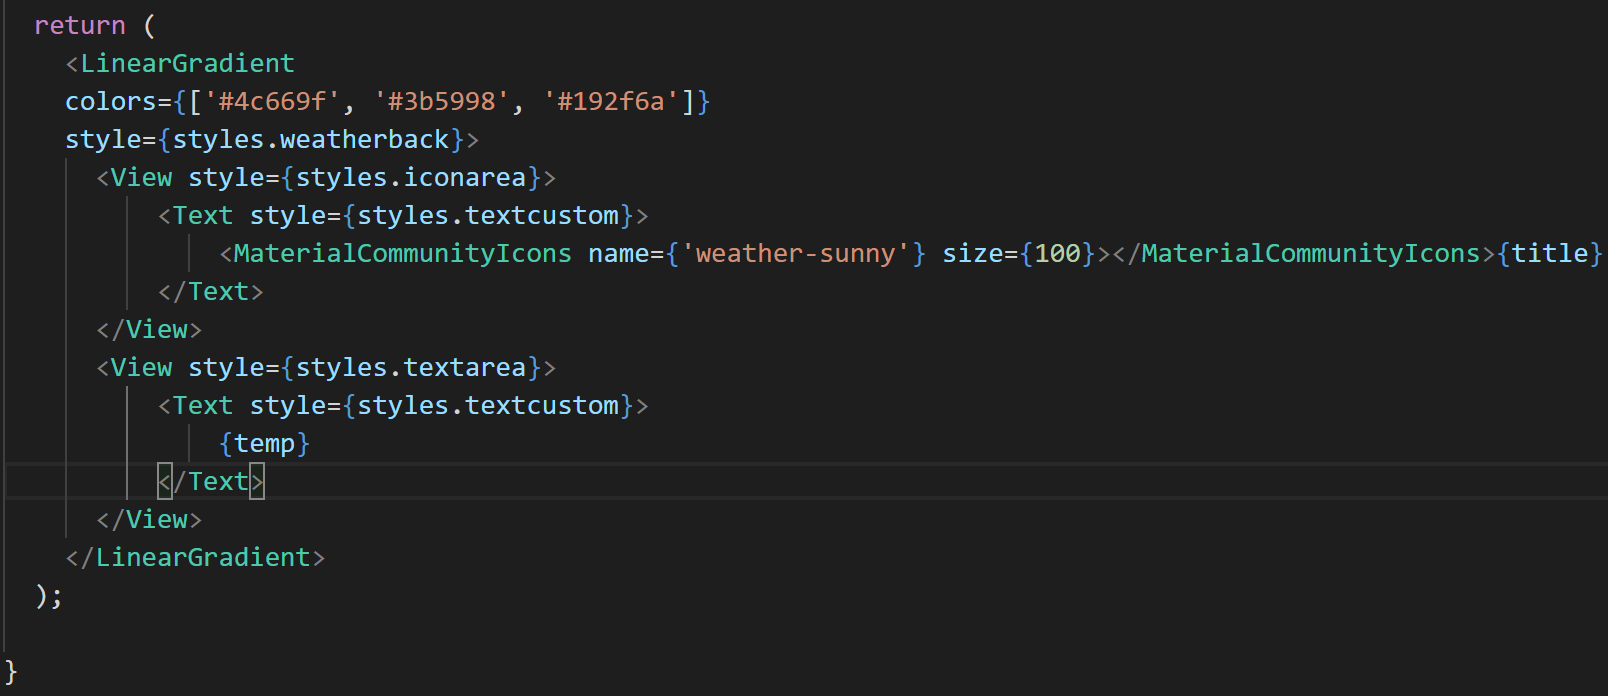 return (
<LinearGradient
colors={['#4c669f', '#3b5998', '#192f6a']}
style={styles.weatherback}>
<View style={styles.iconarea}>
<Text style={styles.textcustom}>
<MaterialCommunityIcons name={'weather-sunny'} size={100}></MaterialCommunityIcons>{title}
</Text>
</View>
<View style={styles.textarea}>
<Text style={styles.textcustom}>
{temp}
</Text>
</View>
</LinearGradient>
);
}